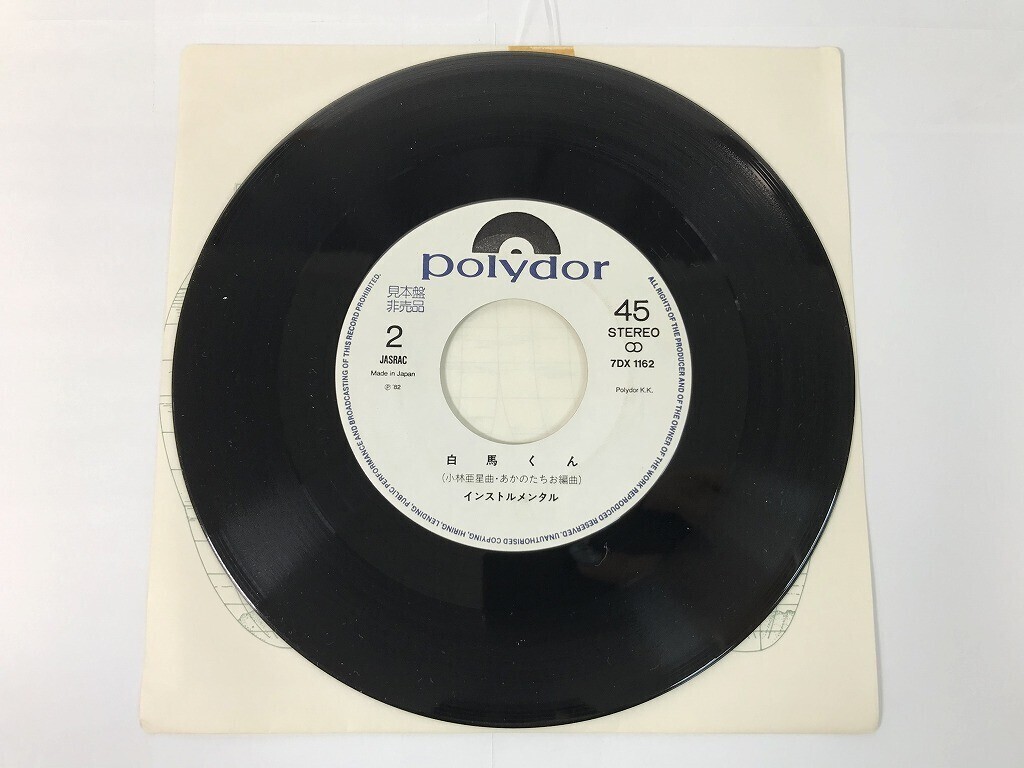 polydor
見本盤
非売品
2
JASRAC
Made in Japan
Ⓟ '82
45
STEREO
7DX 1162
Polydor K.K.
白馬くん
(小林亜星曲・あかのたちお編曲)
インストルメンタル
ALL RIGHTS OF THE PRODUCER AND OF THE OWNER OF THE WORK REPRODUCED RESERVED. UNAUTHORISED COPYING, HIRING, LENDING, PUBLIC PERFORMANCE AND BROADCASTING OF THIS RECORD PROHIBITED.